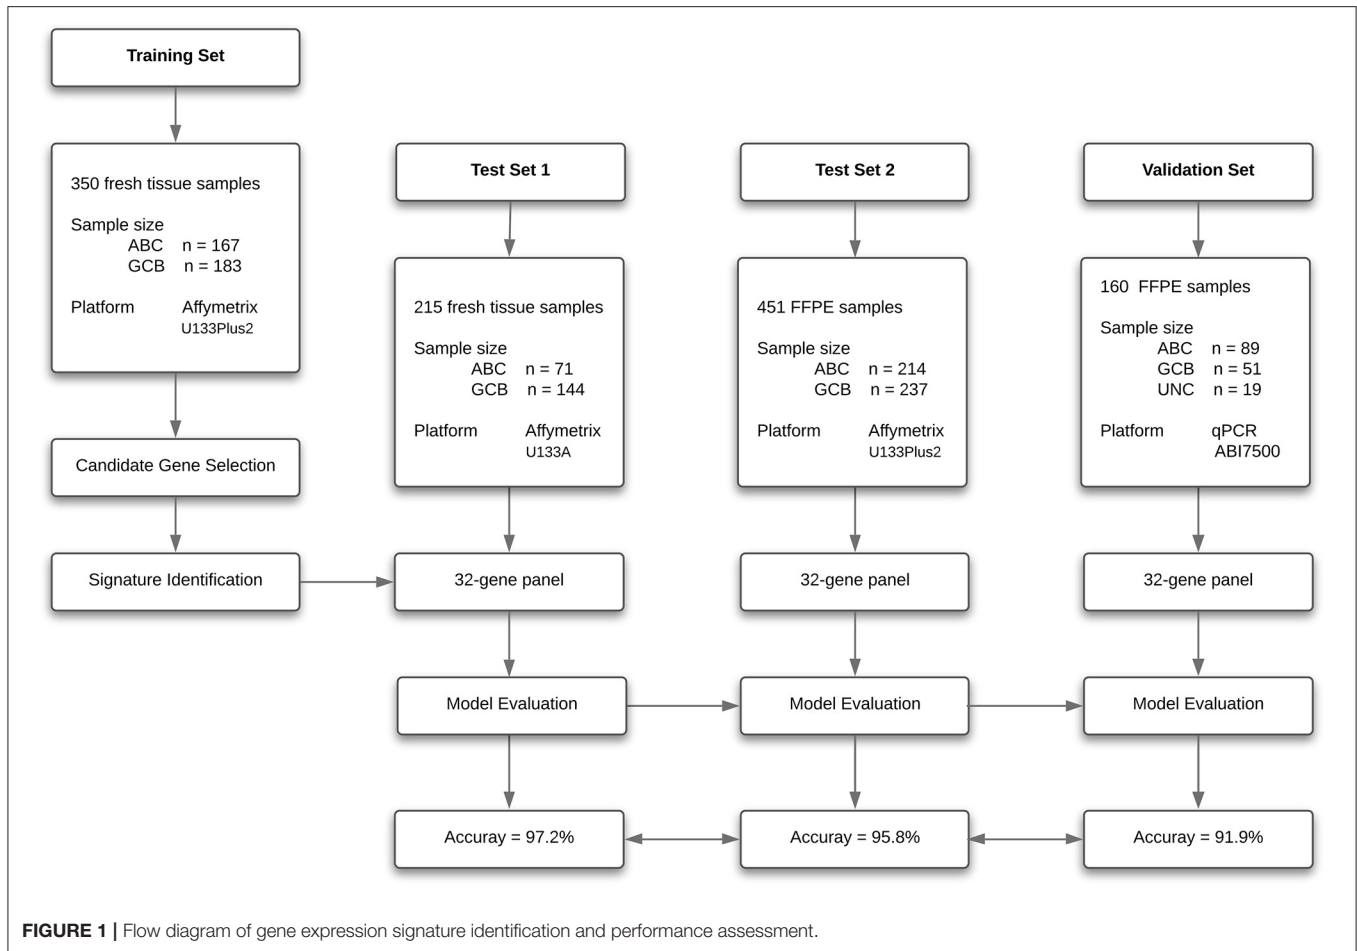 Training Set
350 fresh tissue samples
Sample size
ABC n = 167
GCB n = 183
Platform Affymetrix
U133Plus2
Candidate Gene Selection
Signature Identification
Test Set 1
215 fresh tissue samples
Sample size
ABC n = 71
GCB n = 144
Platform Affymetrix
U133A
32-gene panel
Model Evaluation
Accuray = 97.2%
Test Set 2
451 FFPE samples
Sample size
ABC n = 214
GCB n = 237
Platform Affymetrix
U133Plus2
32-gene panel
Model Evaluation
Accuray = 95.8%
Validation Set
160 FFPE samples
Sample size
ABC n = 89
GCB n = 51
UNC n = 19
Platform qPCR
ABI7500
32-gene panel
Model Evaluation
Accuray = 91.9%
FIGURE 1 | Flow diagram of gene expression signature identification and performance assessment.